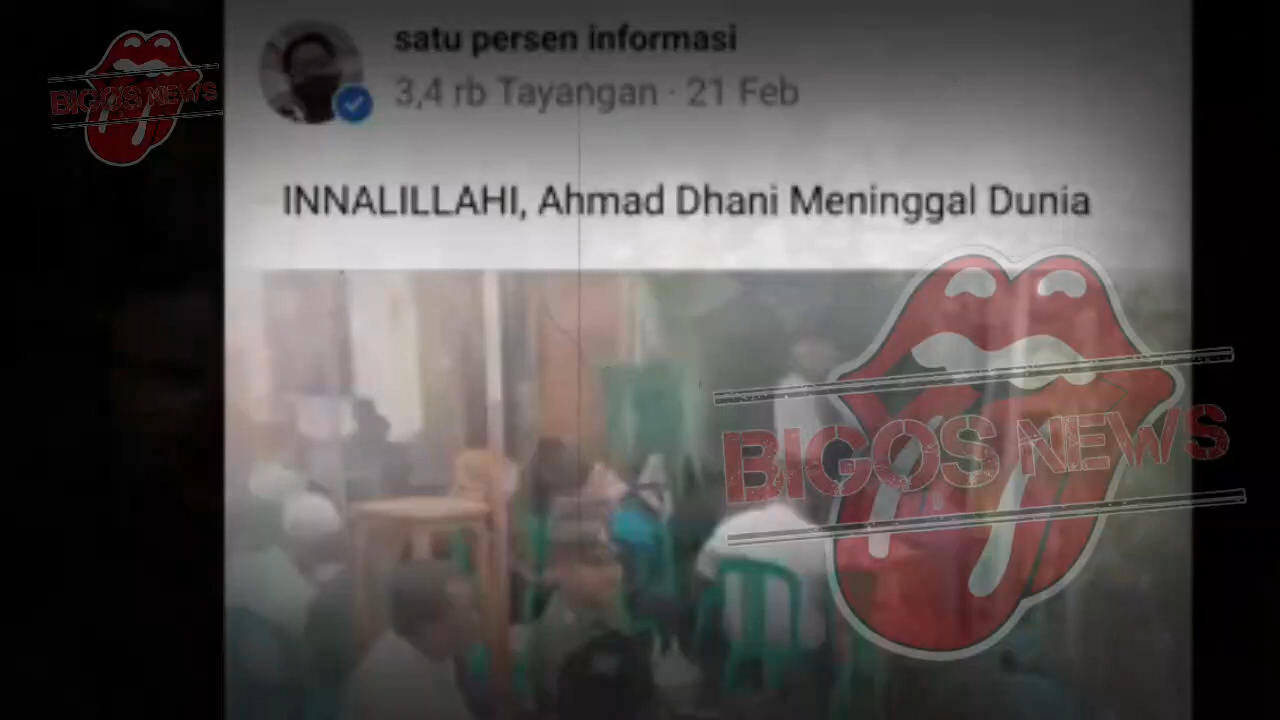 BIGOS NEWS
satu persen informasi
3,4 rb Tayangan · 21 Feb
INNALILLAHI, Ahmad Dhani Meninggal Dunia
BIGOS NEWS